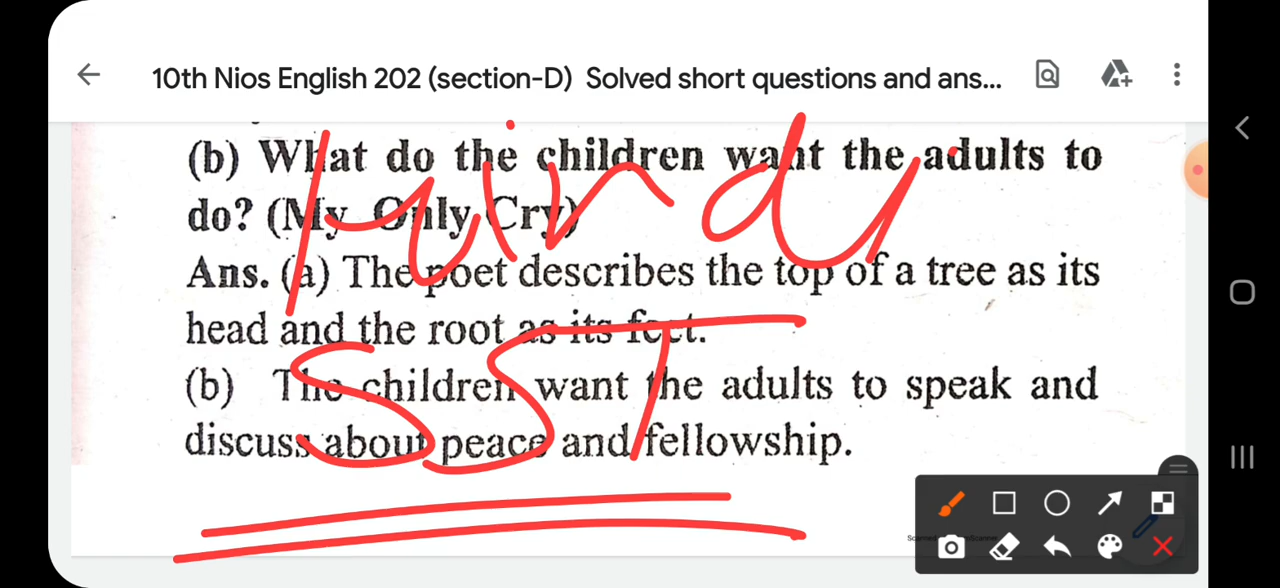 10th Nios English 202 (section-D) Solved short questions and ans...
(b) What do the children want the adults to
do? (My Only Cry)
Hindi
Ans. (a) The poet describes the top of a tree as its
head and the root as its feet.
SST
(b) The children want the adults to speak and
discuss about peace and fellowship.